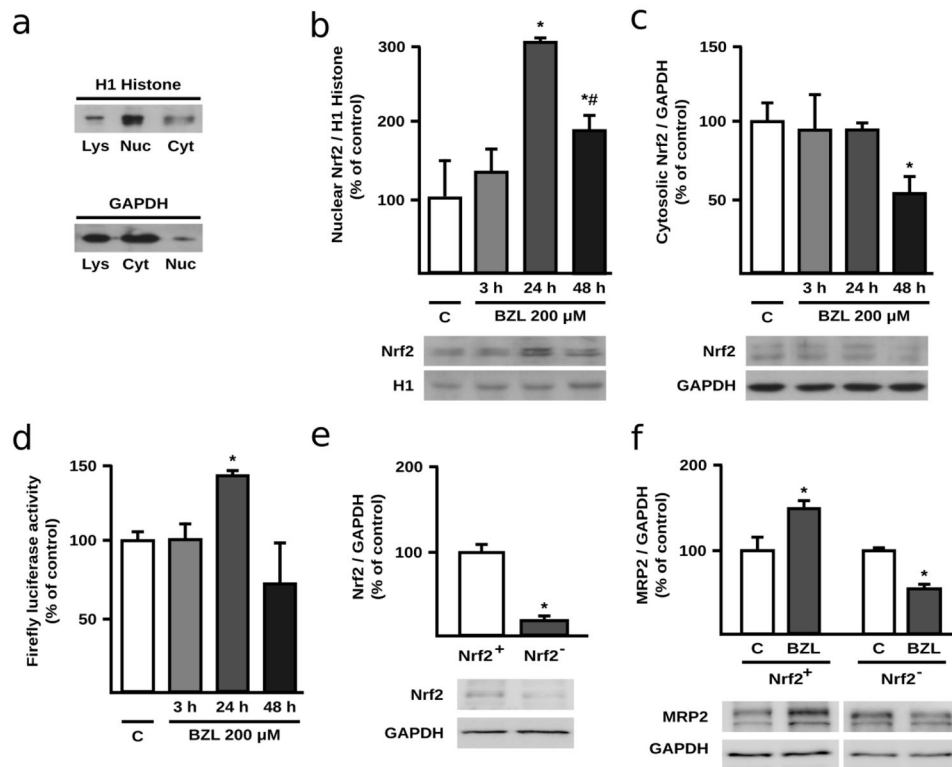 a
H1 Histone
Lys Nuc Cyt
GAPDH
Lys Cyt Nuc
b
Nuclear Nrf2 / H1 Histone
(% of control)
300
200
100
*
*#
3 h 24 h 48 h
C BZL 200 µM
Nrf2
H1
c
Cytosolic Nrf2 / GAPDH
(% of control)
150
100
50
*
3 h 24 h 48 h
C BZL 200 µM
Nrf2
GAPDH
d
Firefly luciferase activity
(% of control)
150
100
50
*
3 h 24 h 48 h
C BZL 200 µM
e
Nrf2 / GAPDH
(% of control)
200
100
*
Nrf2⁺ Nrf2⁻
Nrf2
GAPDH
f
MRP2 / GAPDH
(% of control)
200
100
*
*
C BZL C BZL
Nrf2⁺ Nrf2⁻
MRP2
GAPDH